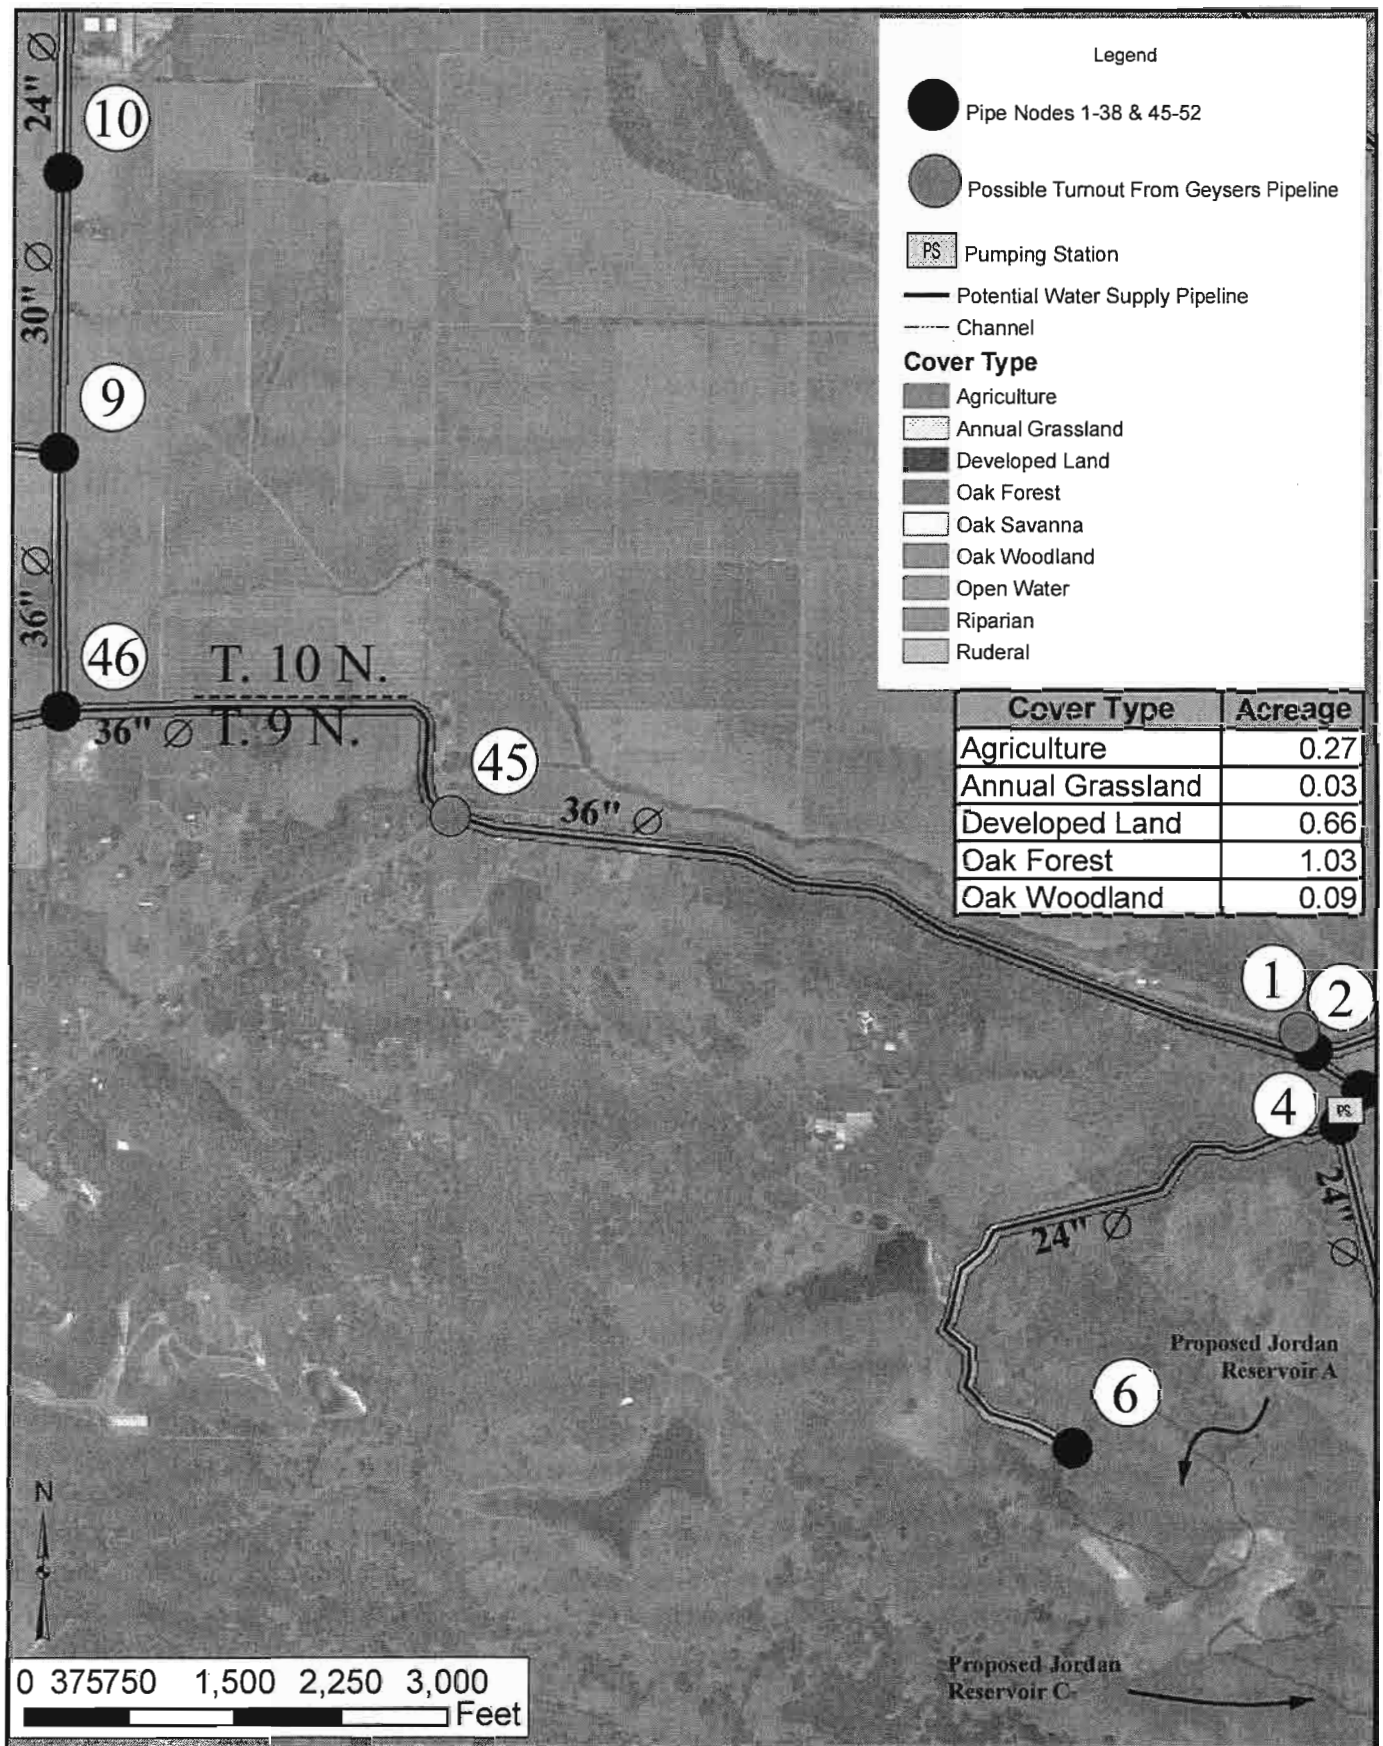 Legend
Pipe Nodes 1-38 & 45-52
Possible Turnout From Geysers Pipeline
PS Pumping Station
Potential Water Supply Pipeline
Channel
Cover Type
Agriculture
Annual Grassland
Developed Land
Oak Forest
Oak Savanna
Oak Woodland
Open Water
Riparian
Ruderal
Cover Type Acreage
Agriculture 0.27
Annual Grassland 0.03
Developed Land 0.66
Oak Forest 1.03
Oak Woodland 0.09
24" Ø
10
30" Ø
9
36" Ø
46
T. 10 N.
36" Ø T. 9 N.
45
36" Ø
1
2
4
PS
24" Ø
24" Ø
Proposed Jordan
Reservoir A
6
N
Proposed Jordan
Reservoir C
0 375750 1,500 2,250 3,000
Feet